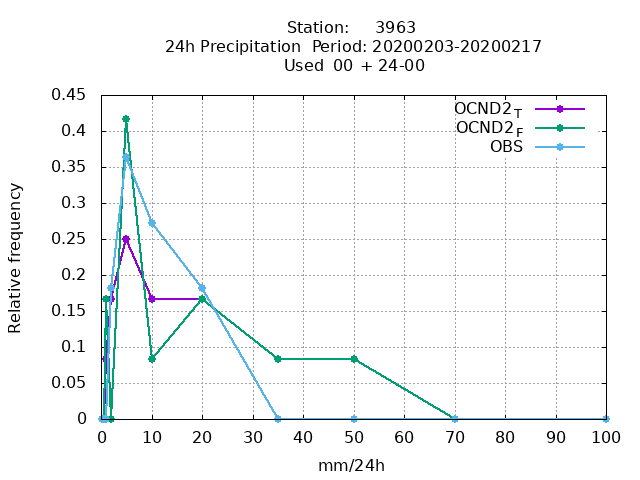 Station: 3963
24h Precipitation Period: 20200203-20200217
Used 00 + 24-00
OCND2T
OCND2F
OBS
Relative frequency
0.45
0.4
0.35
0.3
0.25
0.2
0.15
0.1
0.05
0
0 10 20 30 40 50 60 70 80 90 100
mm/24h